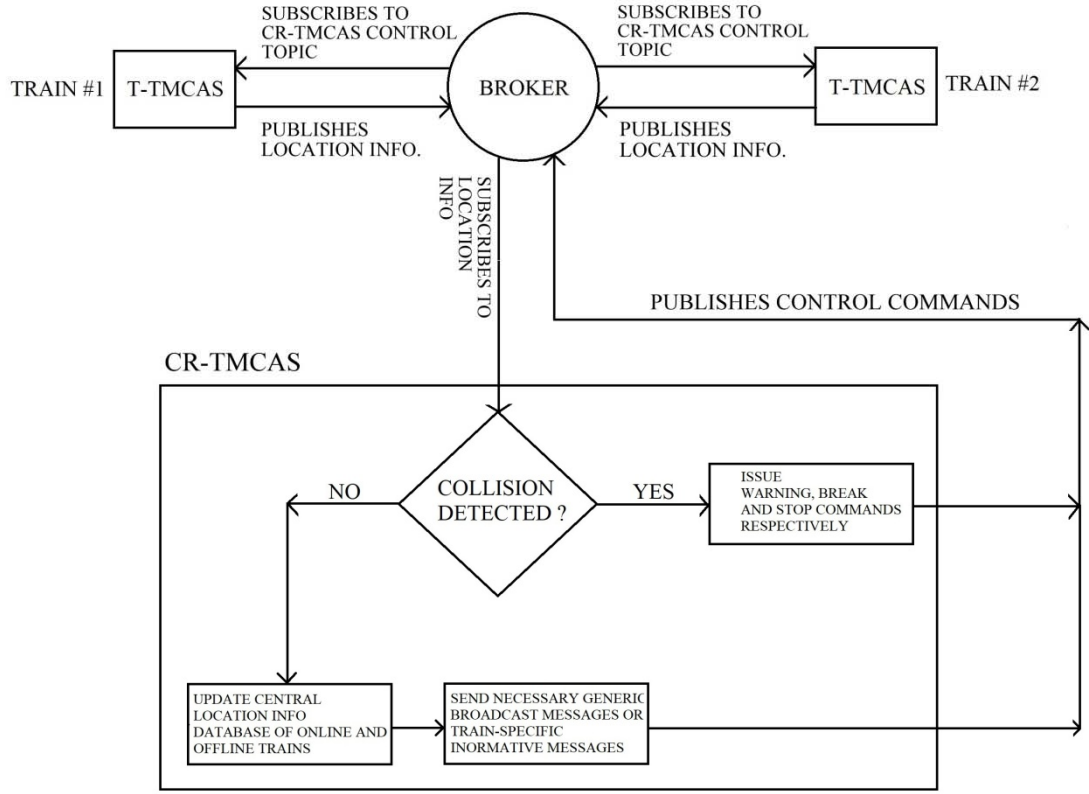 SUBSCRIBES TO
CR-TMCAS CONTROL
TOPIC
SUBSCRIBES TO
CR-TMCAS CONTROL
TOPIC
TRAIN #1
T-TMCAS
BROKER
T-TMCAS
TRAIN #2
PUBLISHES
LOCATION INFO.
PUBLISHES
LOCATION INFO.
SUBSCRIBES TO
LOCATION
INFO
PUBLISHES CONTROL COMMANDS
CR-TMCAS
NO
COLLISION
DETECTED ?
YES
ISSUE
WARNING, BREAK
AND STOP COMMANDS
RESPECTIVELY
UPDATE CENTRAL
LOCATION INFO
DATABASE OF ONLINE AND
OFFLINE TRAINS
SEND NECESSARY GENERIC
BROADCAST MESSAGES OR
TRAIN-SPECIFIC
INORMATIVE MESSAGES